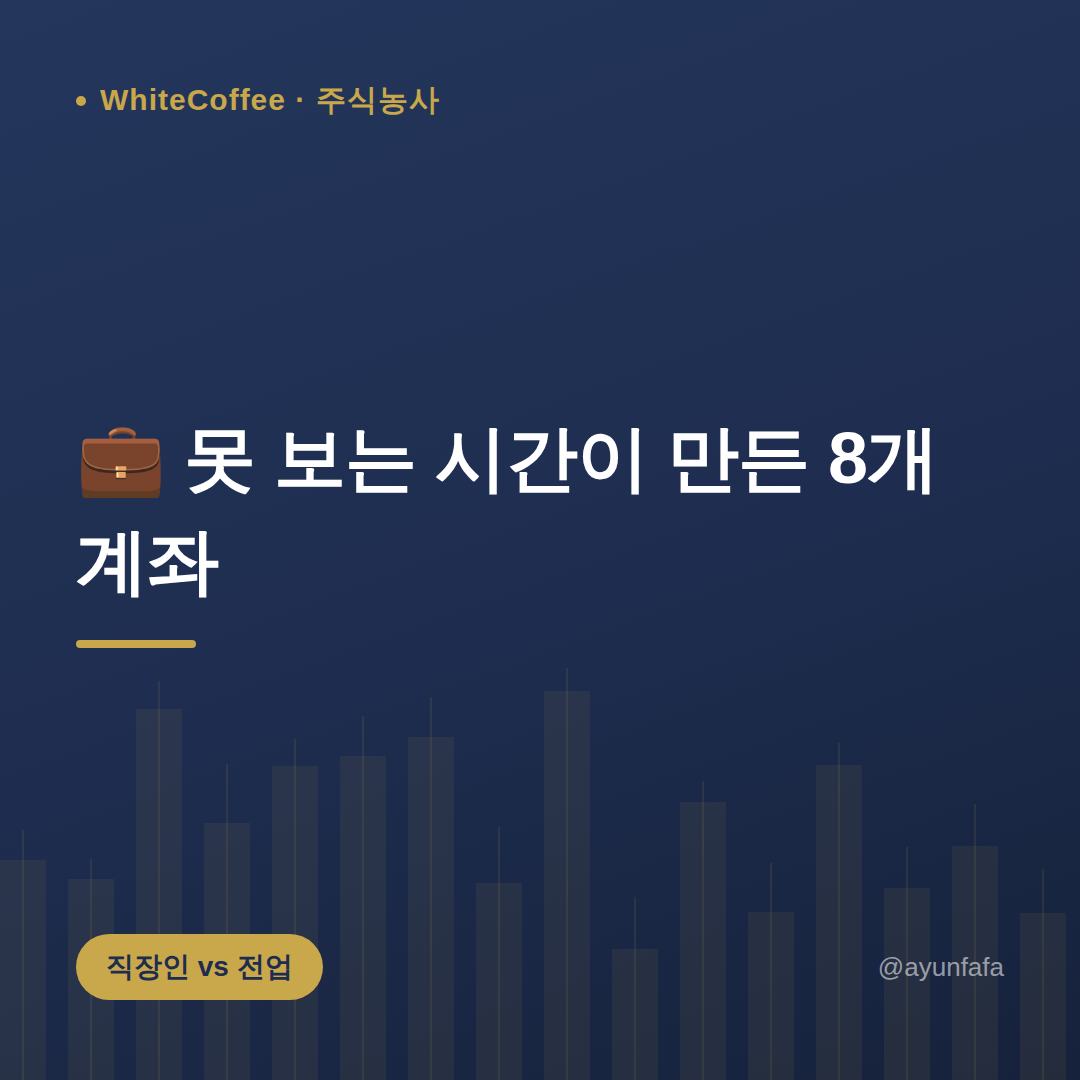 WhiteCoffee · 주식농사
💼 못 보는 시간이 만든 8개
계좌
직장인 vs 전업
@ayunfafa